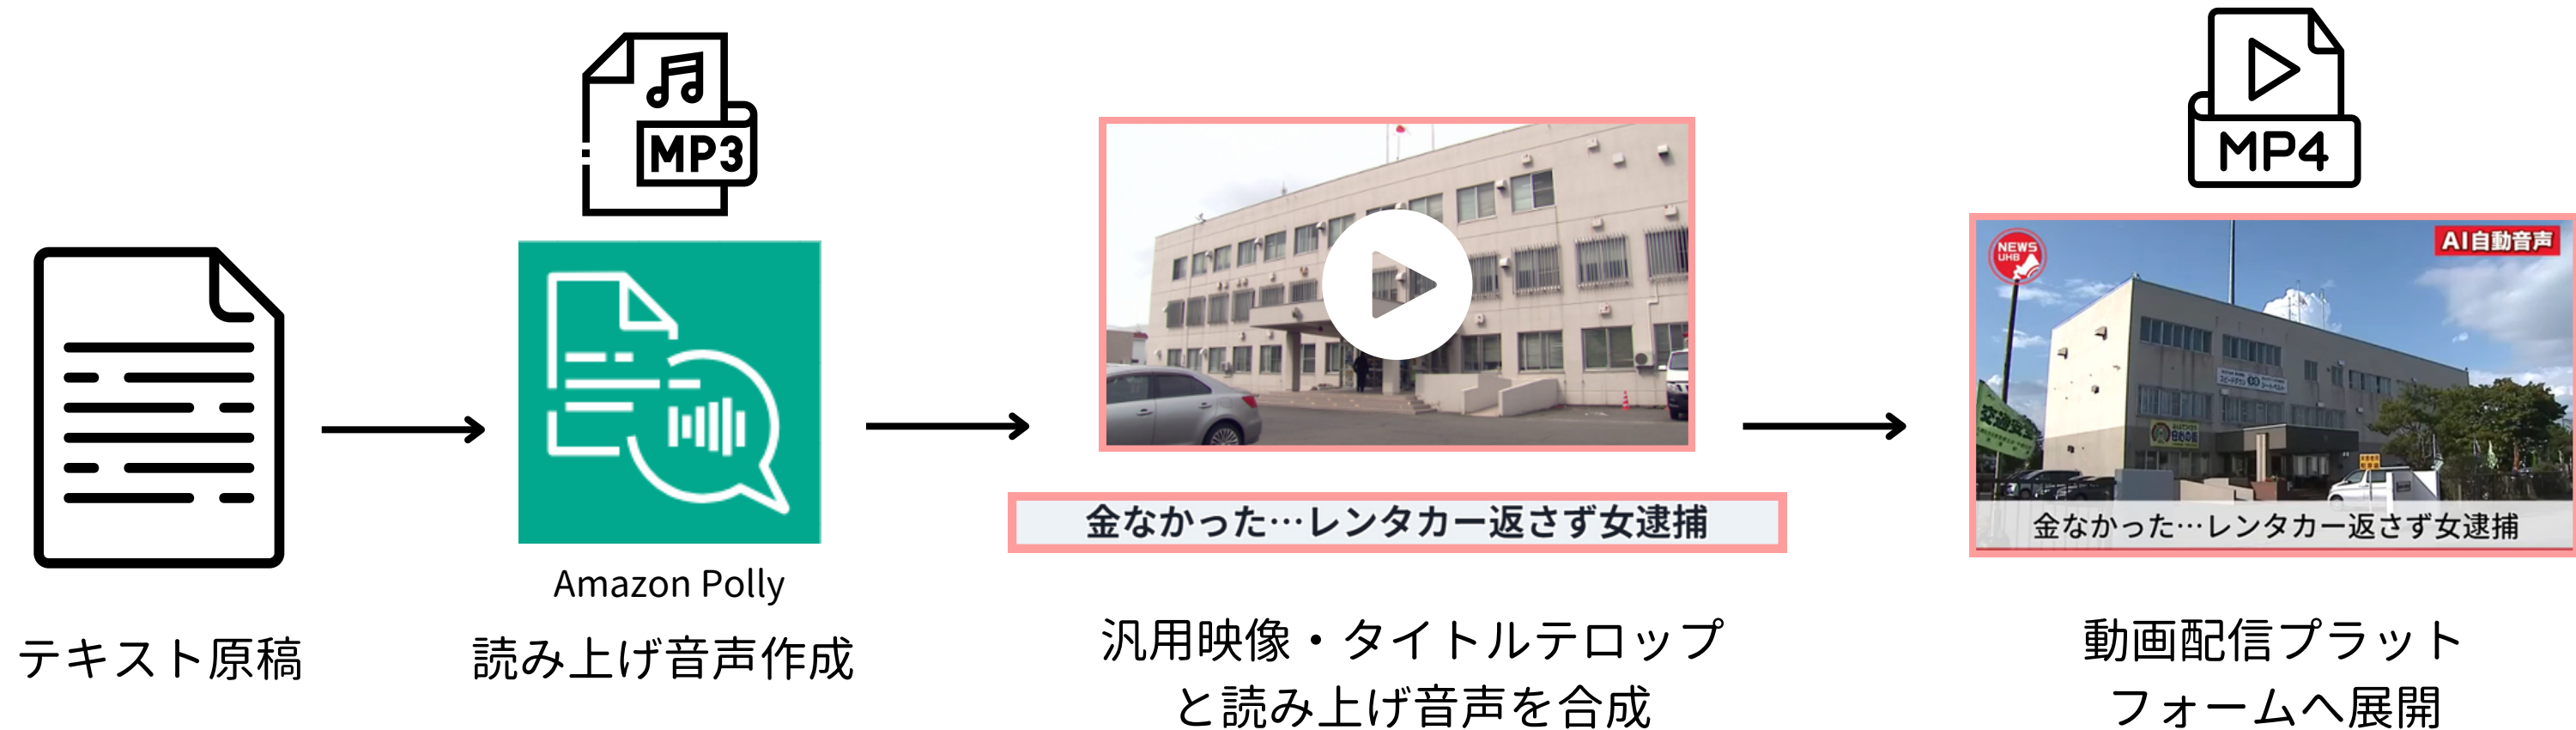 MP3
Amazon Polly
テキスト原稿
読み上げ音声作成
金なかった…レンタカー返さず女逮捕
汎用映像・タイトルテロップ
と読み上げ音声を合成
MP4
NEWS
UHB
AI自動音声
金なかった…レンタカー返さず女逮捕
動画配信プラット
フォームへ展開